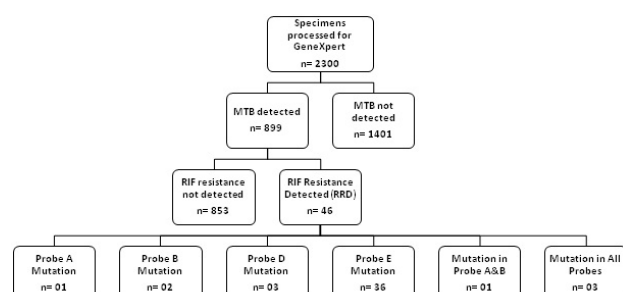 Specimens
processed for
GeneXpert
n= 2300
MTB detected
n= 899
MTB not
detected
n= 1401
RIF resistance
not detected
n= 853
RIF Resistance
Detected (RRD)
n= 46
Probe A
Mutation
n= 01
Probe B
Mutation
n= 02
Probe D
Mutation
n= 03
Probe E
Mutation
n= 36
Mutation in
Probe A&B
n= 01
Mutation in All
Probes
n= 03